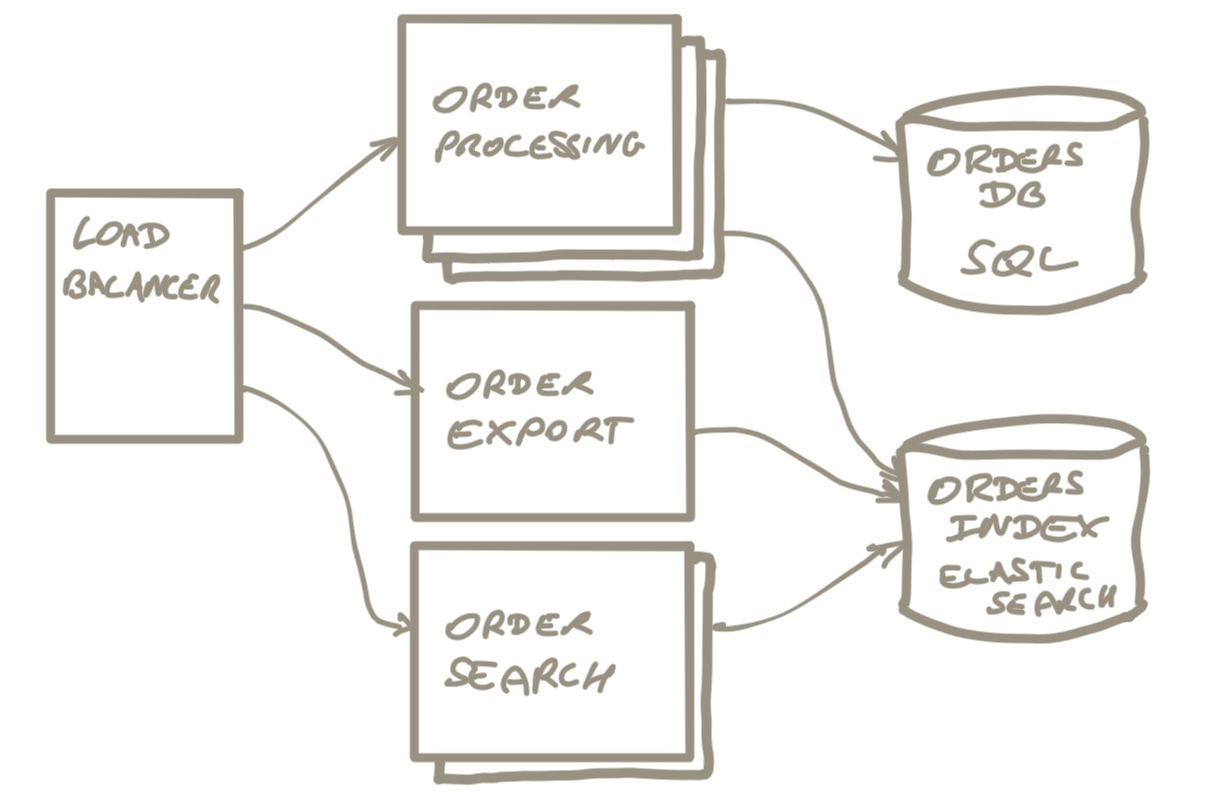 ORDER
PROCESSING
LOAD
BALANCER
ORDERS
DB
SQL
ORDER
EXPORT
ORDERS
INDEX
ELASTIC
SEARCH
ORDER
SEARCH